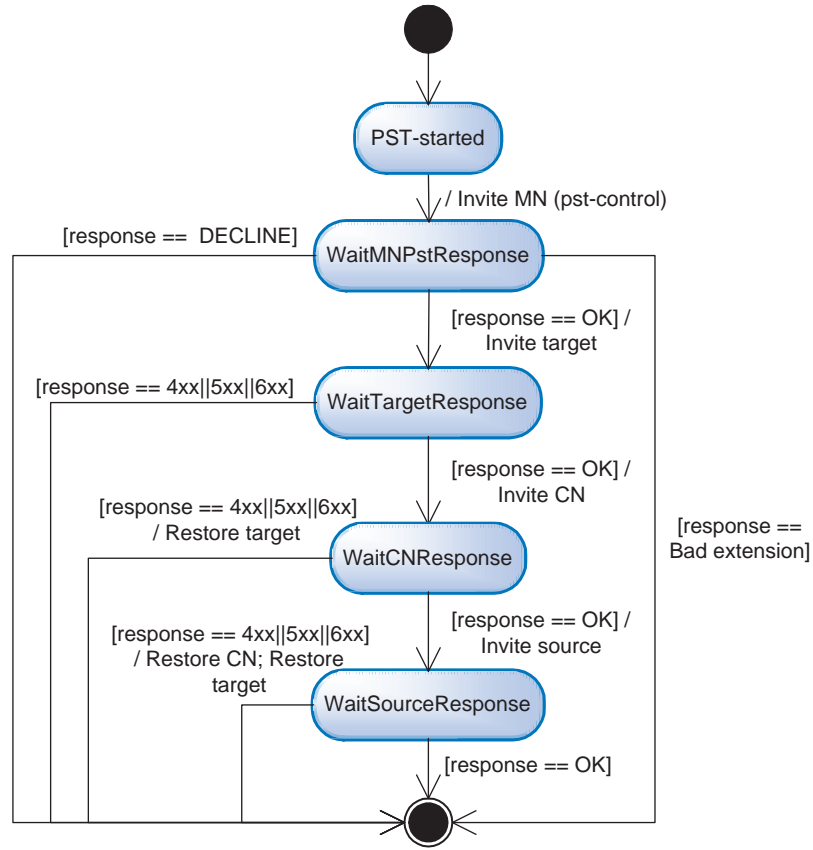 PST-started
/ Invite MN (pst-control)
[response == DECLINE]
WaitMNPstResponse
[response == OK] /
Invite target
[response == 4xx||5xx||6xx]
WaitTargetResponse
[response == OK] /
Invite CN
[response == 4xx||5xx||6xx]
/ Restore target
WaitCNResponse
[response ==
Bad extension]
[response == OK] /
Invite source
[response == 4xx||5xx||6xx]
/ Restore CN; Restore
target
WaitSourceResponse
[response == OK]